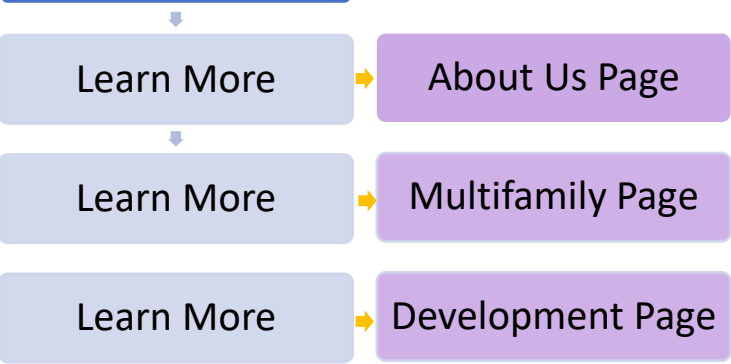 Learn More
About Us Page
Learn More
Multifamily Page
Learn More
Development Page